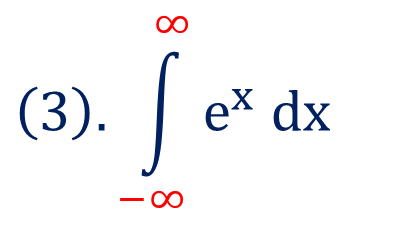 ∞
(3). ∫ eˣ dx
− ∞